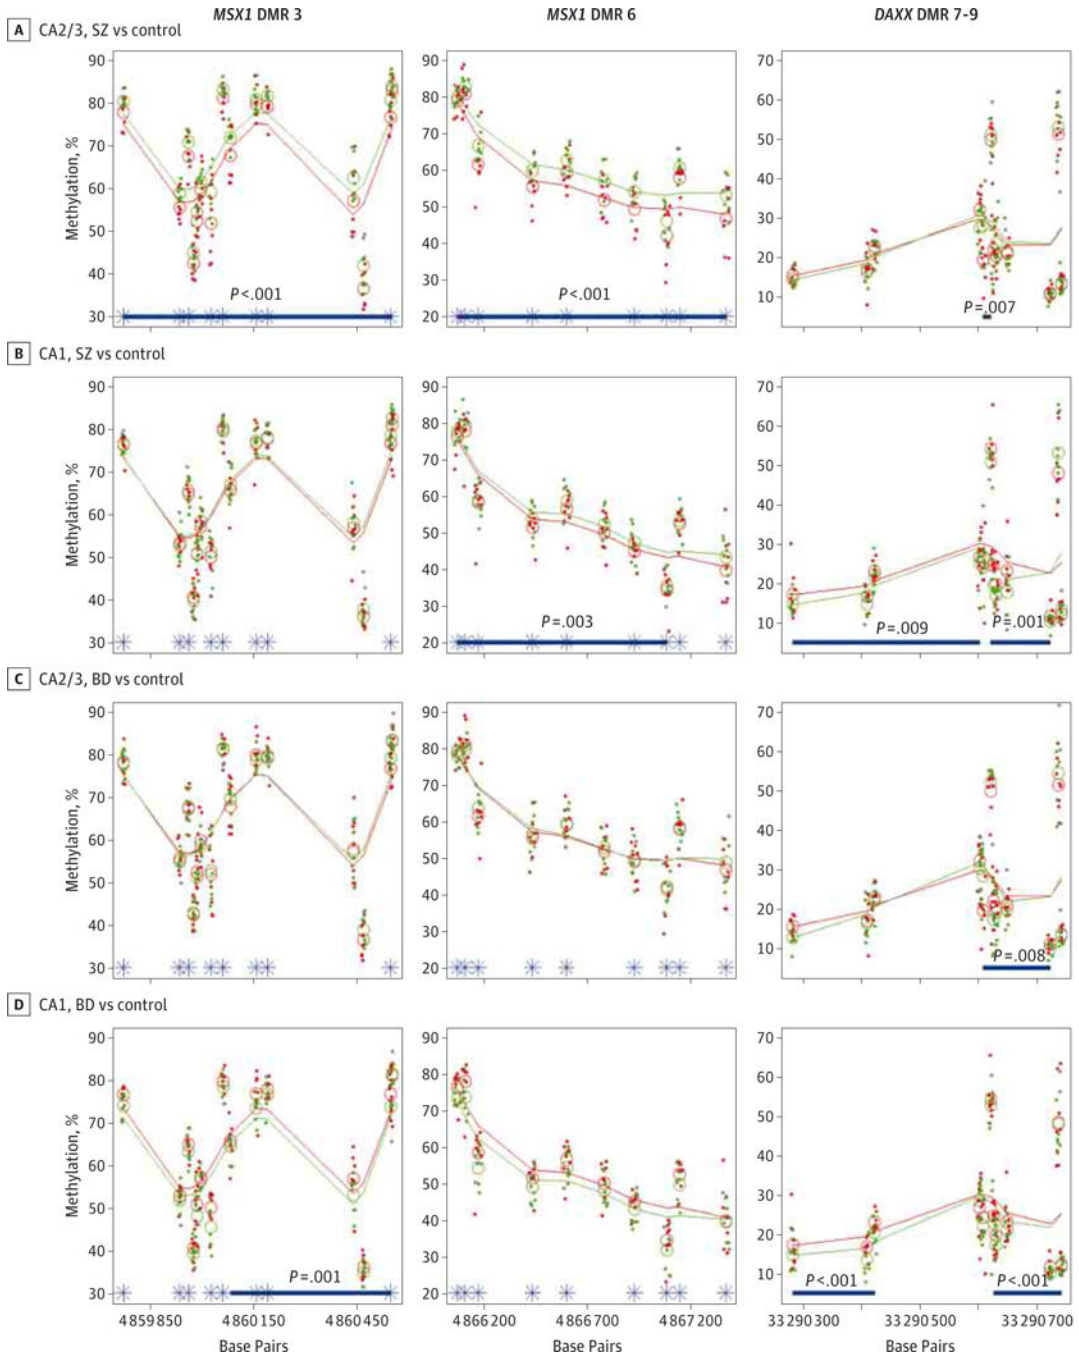 MSX1 DMR 3 MSX1 DMR 6 DAXX DMR 7-9
A CA2/3, SZ vs control
90 90 70
80 80 60
70 70 50
60 60 40
50 50 30
40 40 20
30 30 10
20
Methylation, %
P<.001 P<.001 P=.007
B CA1, SZ vs control
90 90 70
80 80 60
70 70 50
60 60 40
50 50 30
40 40 20
30 30 10
20
Methylation, %
P=.003 P=.009 P=.001
C CA2/3, BD vs control
90 90 70
80 80 60
70 70 50
60 60 40
50 50 30
40 40 20
30 30 10
20
Methylation, %
P=.008
D CA1, BD vs control
90 90 70
80 80 60
70 70 50
60 60 40
50 50 30
40 40 20
30 30 10
20
Methylation, %
P=.001 P<.001 P<.001
4859850 4860150 4860450 4866200 4866700 4867200 33290300 33290500 33290700
Base Pairs Base Pairs Base Pairs